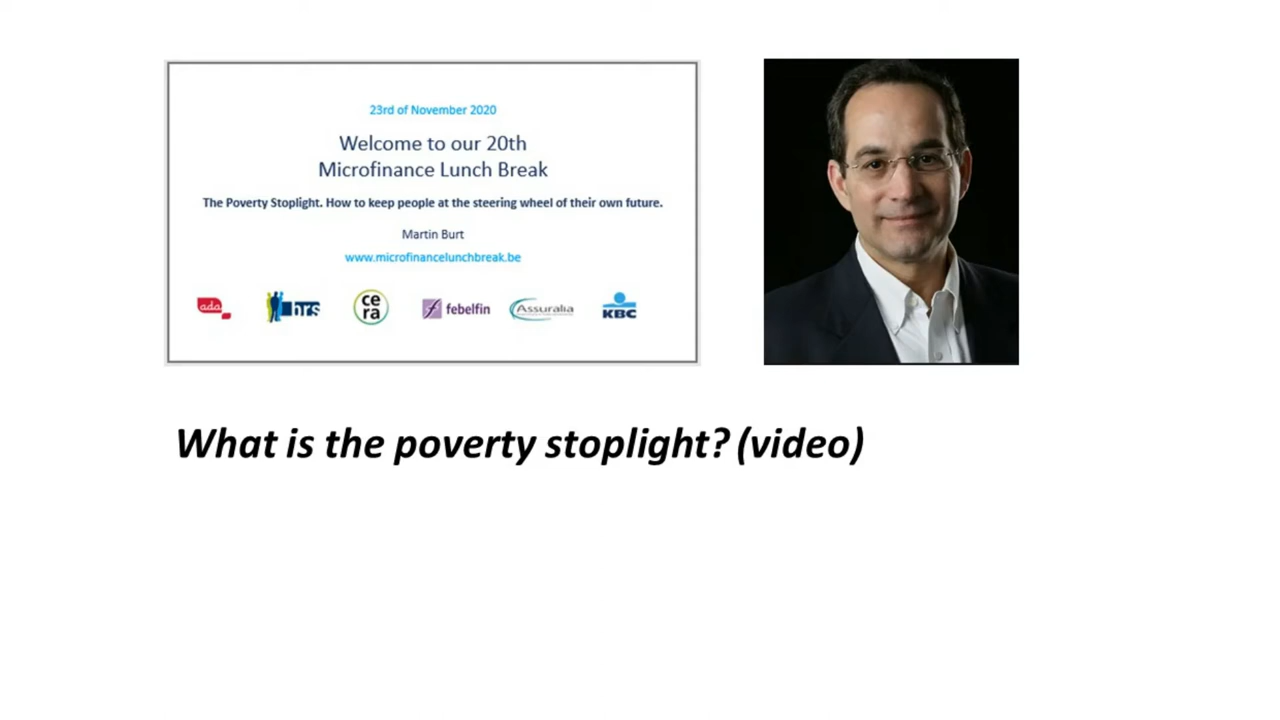 23rd of November 2020
Welcome to our 20th
Microfinance Lunch Break
The Poverty Stoplight. How to keep people at the steering wheel of their own future.
Martin Burt
www.microfinancelunchbreak.be
ada brs ce febelfin Assuralia KBC
ra
What is the poverty stoplight? (video)